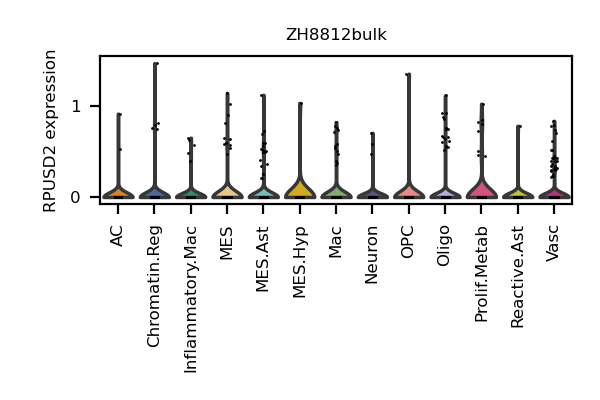 ZH8812bulk
RPUSD2 expression
1
0
AC
Chromatin.Reg
Inflammatory.Mac
MES
MES.Ast
MES.Hyp
Mac
Neuron
OPC
Oligo
Prolif.Metab
Reactive.Ast
Vasc